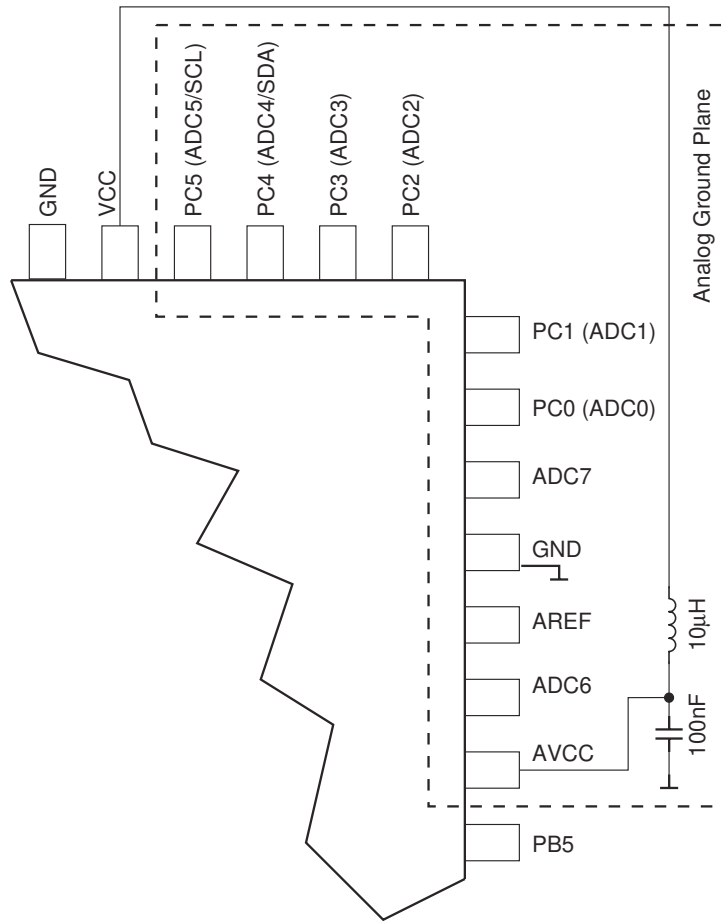 GND
VCC
PC5 (ADC5/SCL)
PC4 (ADC4/SDA)
PC3 (ADC3)
PC2 (ADC2)
Analog Ground Plane
PC1 (ADC1)
PC0 (ADC0)
ADC7
GND
AREF
ADC6
AVCC
PB5
10μH
100nF